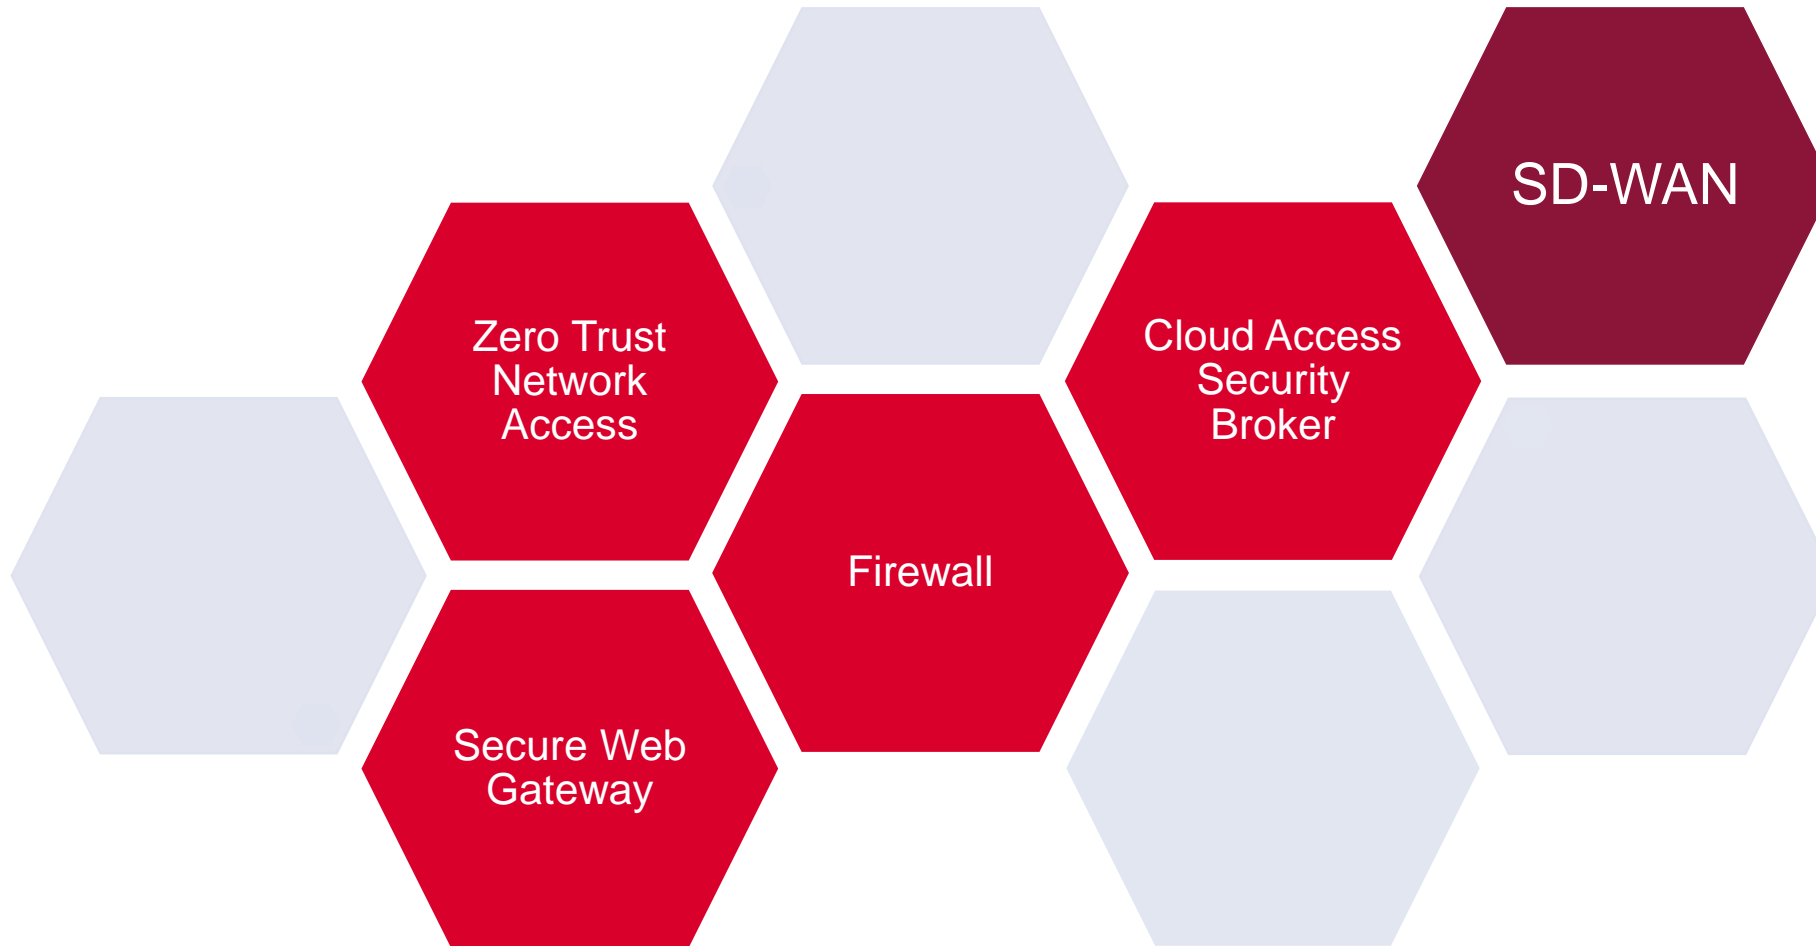 SD-WAN
Zero Trust
Network
Access
Cloud Access
Security
Broker
Firewall
Secure Web
Gateway